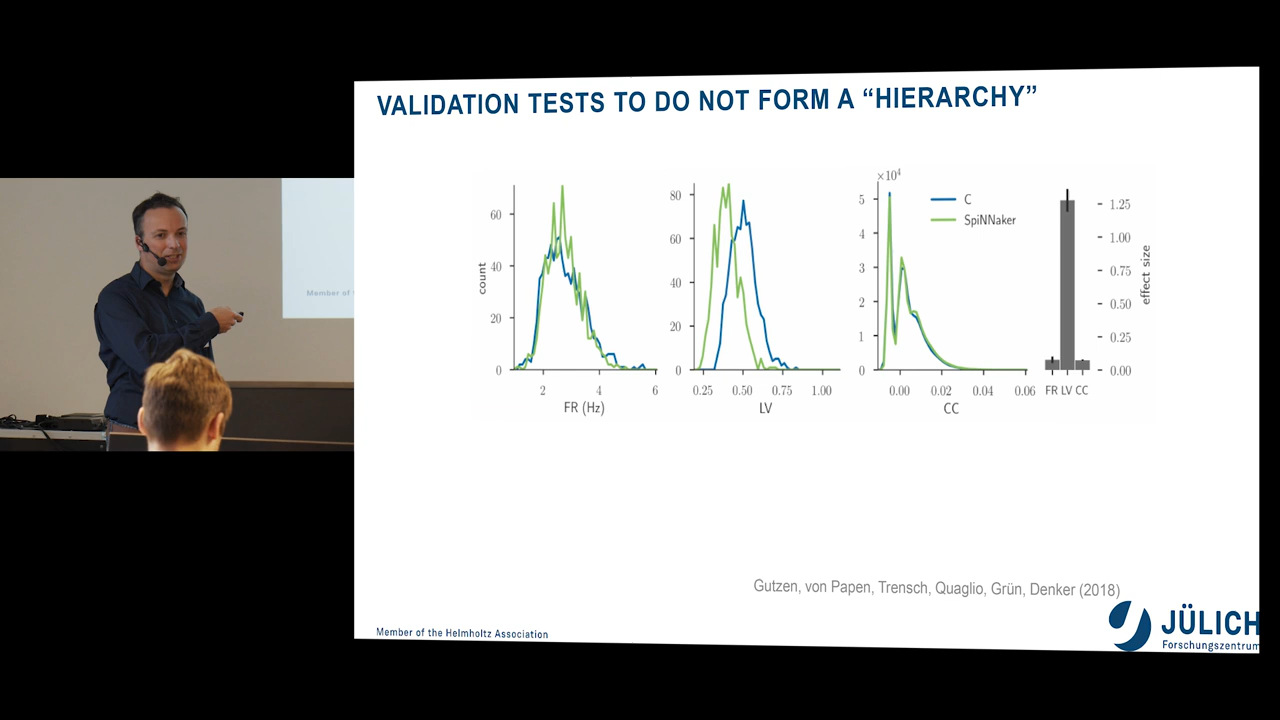 VALIDATION TESTS TO DO NOT FORM A “HIERARCHY”
count
60
40
20
0
2
4
6
FR (Hz)
80
60
40
20
0
0.25
0.50
0.75
1.00
LV
×10⁴
5
4
3
2
1
0
0.00
0.02
0.04
0.06
CC
C
SpiNNaker
1.25
1.00
0.75
0.50
0.25
0.00
effect size
FR LV CC
Member of
Gutzen, von Papen, Trensch, Quaglio, Grün, Denker (2018)
Member of the Helmholtz Association
JÜLICH
Forschungszentrum